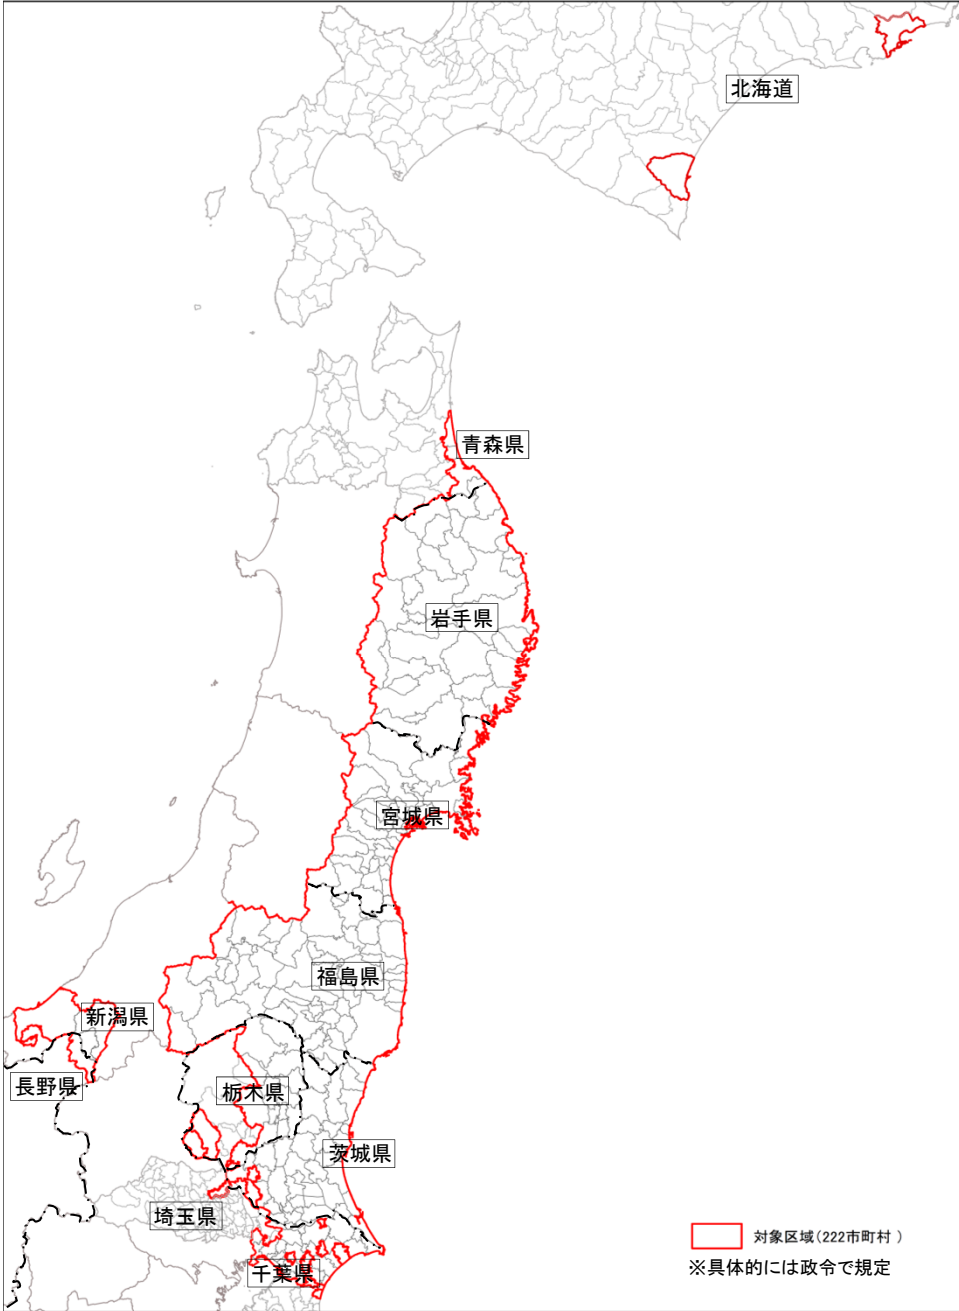 北海道
青森県
岩手県
宮城県
福島県
新潟県
長野県
栃木県
茨城県
埼玉県
千葉県
対象区域(222市町村 )
※具体的には政令で規定